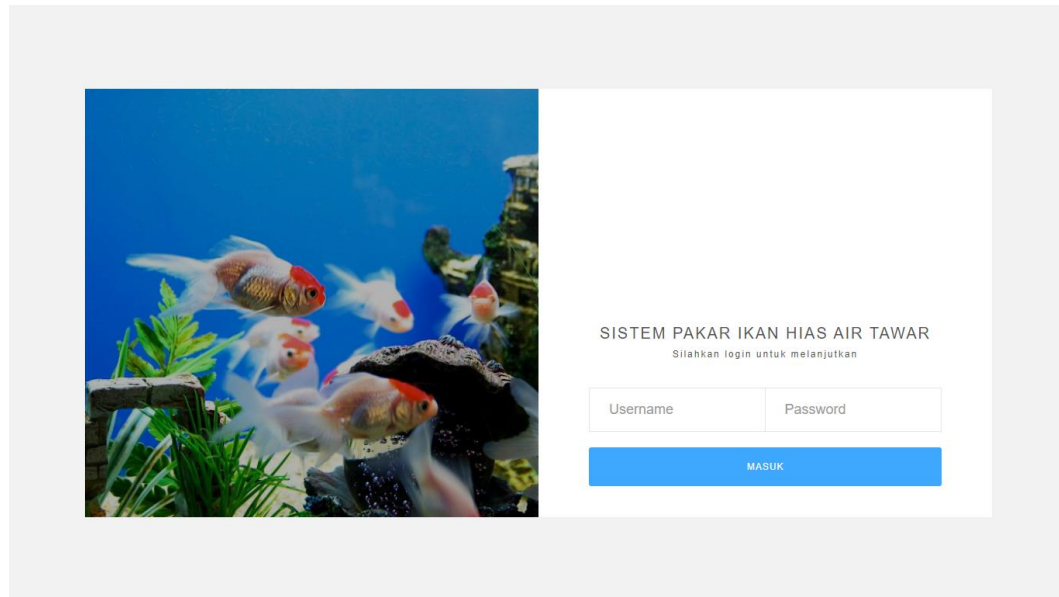 SISTEM PAKAR IKAN HIAS AIR TAWAR
Silahkan login untuk melanjutkan
Username Password
MASUK